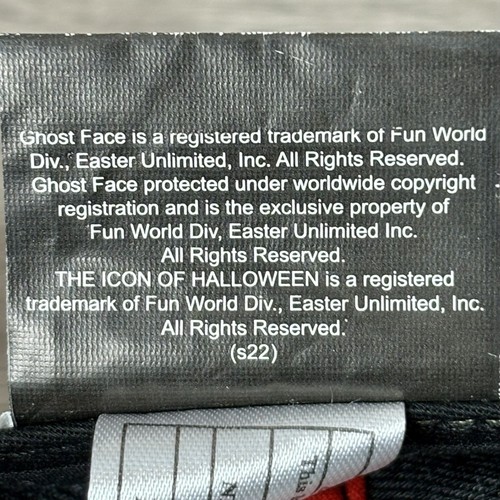 Ghost Face is a registered trademark of Fun World
Div., Easter Unlimited, Inc. All Rights Reserved.
Ghost Face protected under worldwide copyright
registration and is the exclusive property of
Fun World Div, Easter Unlimited Inc.
All Rights Reserved.
THE ICON OF HALLOWEEN is a registered
trademark of Fun World Div., Easter Unlimited, Inc.
All Rights Reserved.
(s22)
This